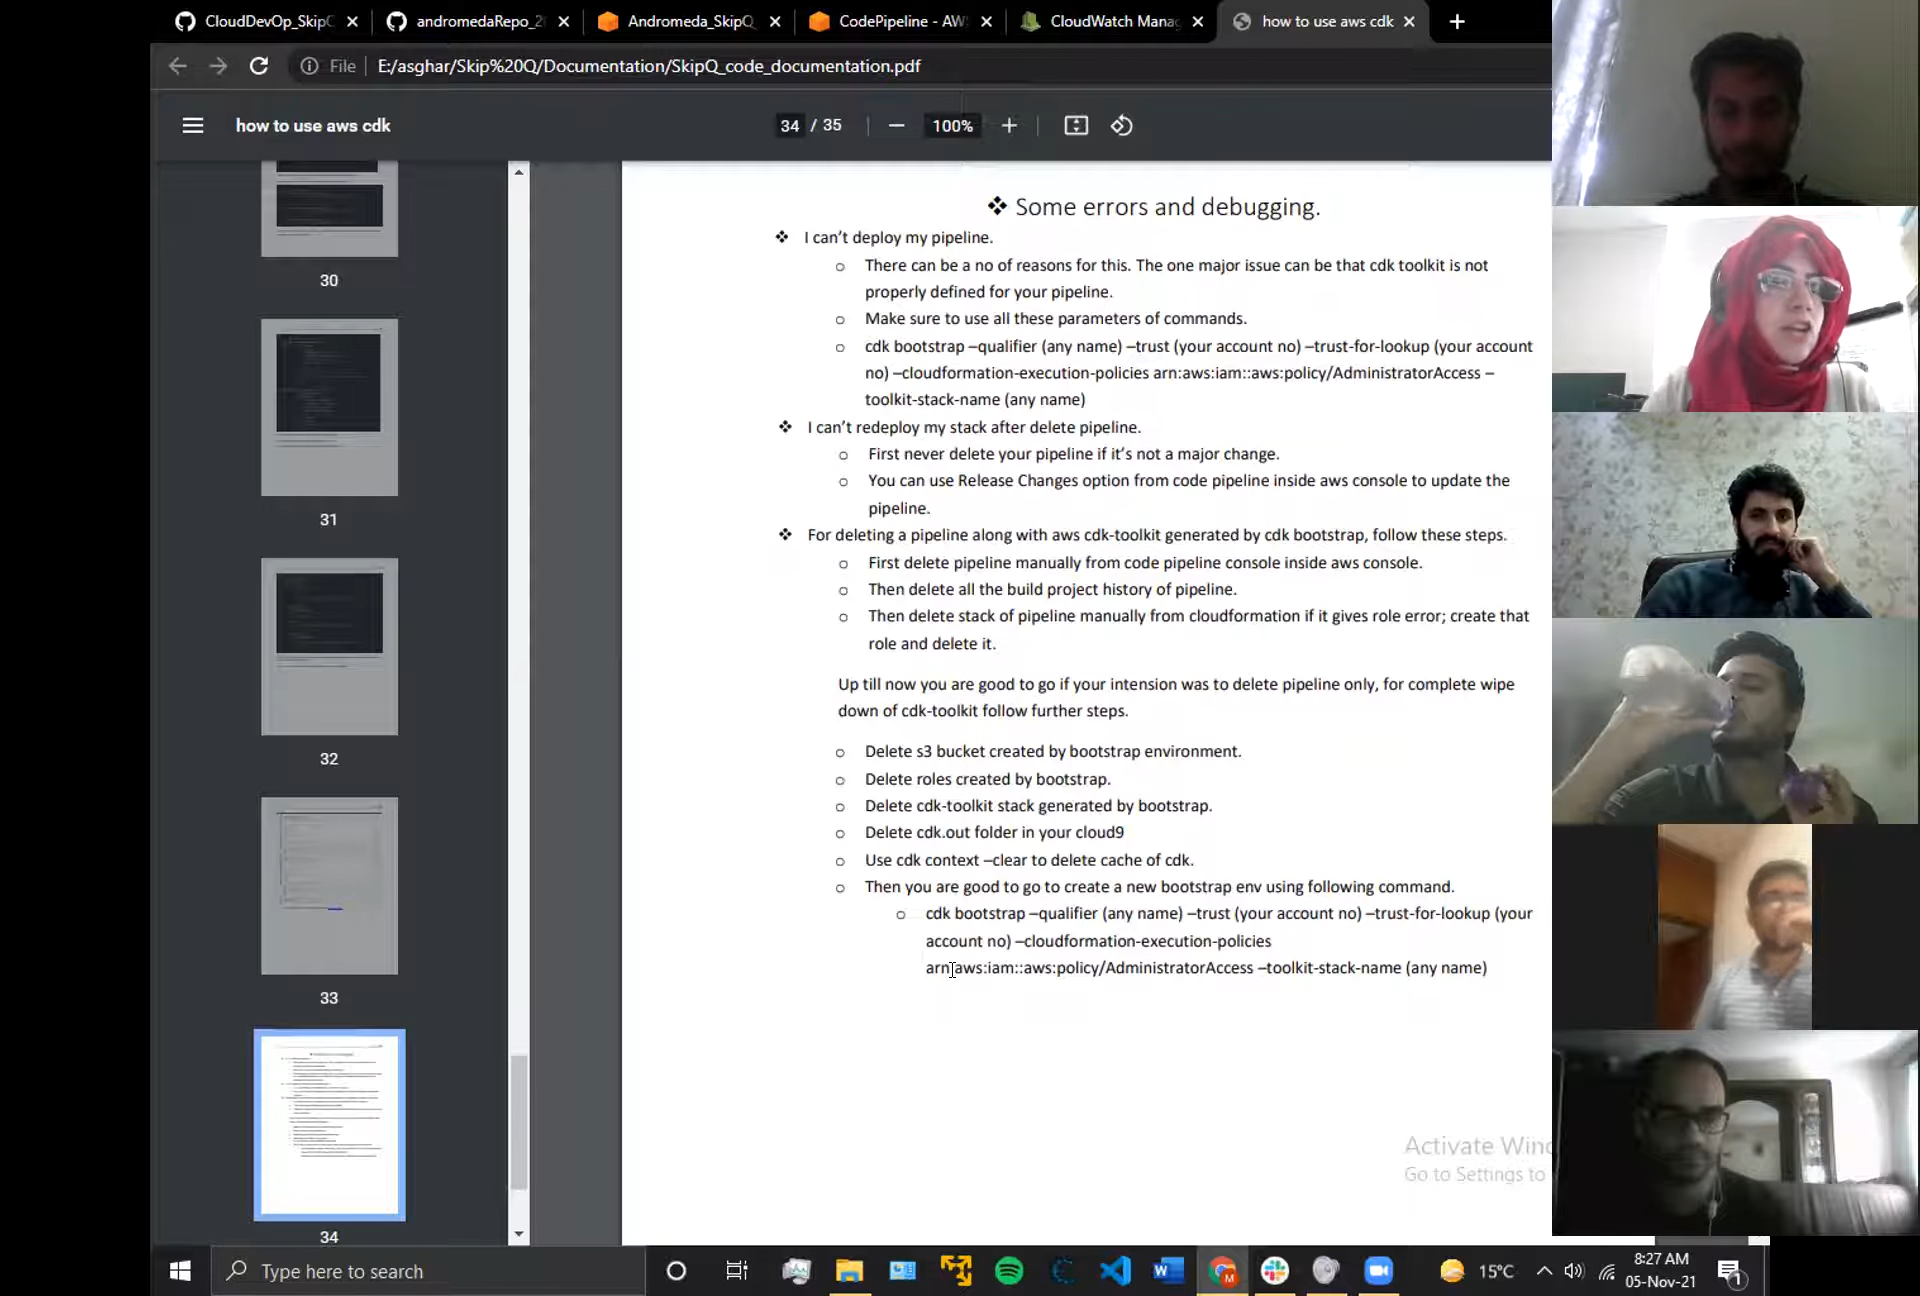 CloudDevOp_Skip
andromedaRepo_2
Andromeda_SkipQ
CodePipeline - AW
CloudWatch Mana
how to use aws cdk
File
E:/asghar/Skip%20Q/Documentation/SkipQ_code_documentation.pdf
how to use aws cdk
34 / 35
100%
❖ Some errors and debugging.
❖ I can’t deploy my pipeline.
o There can be a no of reasons for this. The one major issue can be that cdk toolkit is not
properly defined for your pipeline.
o Make sure to use all these parameters of commands.
o cdk bootstrap –qualifier (any name) –trust (your account no) –trust-for-lookup (your account
no) –cloudformation-execution-policies arn:aws:iam::aws:policy/AdministratorAccess –
toolkit-stack-name (any name)
❖ I can’t redeploy my stack after delete pipeline.
o First never delete your pipeline if it’s not a major change.
o You can use Release Changes option from code pipeline inside aws console to update the
pipeline.
❖ For deleting a pipeline along with aws cdk-toolkit generated by cdk bootstrap, follow these steps.
o First delete pipeline manually from code pipeline console inside aws console.
o Then delete all the build project history of pipeline.
o Then delete stack of pipeline manually from cloudformation if it gives role error; create that
role and delete it.
Up till now you are good to go if your intension was to delete pipeline only, for complete wipe
down of cdk-toolkit follow further steps.
o Delete s3 bucket created by bootstrap environment.
o Delete roles created by bootstrap.
o Delete cdk-toolkit stack generated by bootstrap.
o Delete cdk.out folder in your cloud9
o Use cdk context –clear to delete cache of cdk.
o Then you are good to go to create a new bootstrap env using following command.
o cdk bootstrap –qualifier (any name) –trust (your account no) –trust-for-lookup (your
account no) –cloudformation-execution-policies
arn:aws:iam::aws:policy/AdministratorAccess –toolkit-stack-name (any name)
30
31
32
33
34
Activate Win
Go to Settings to
Type here to search
15°C
8:27 AM
05-Nov-21
1